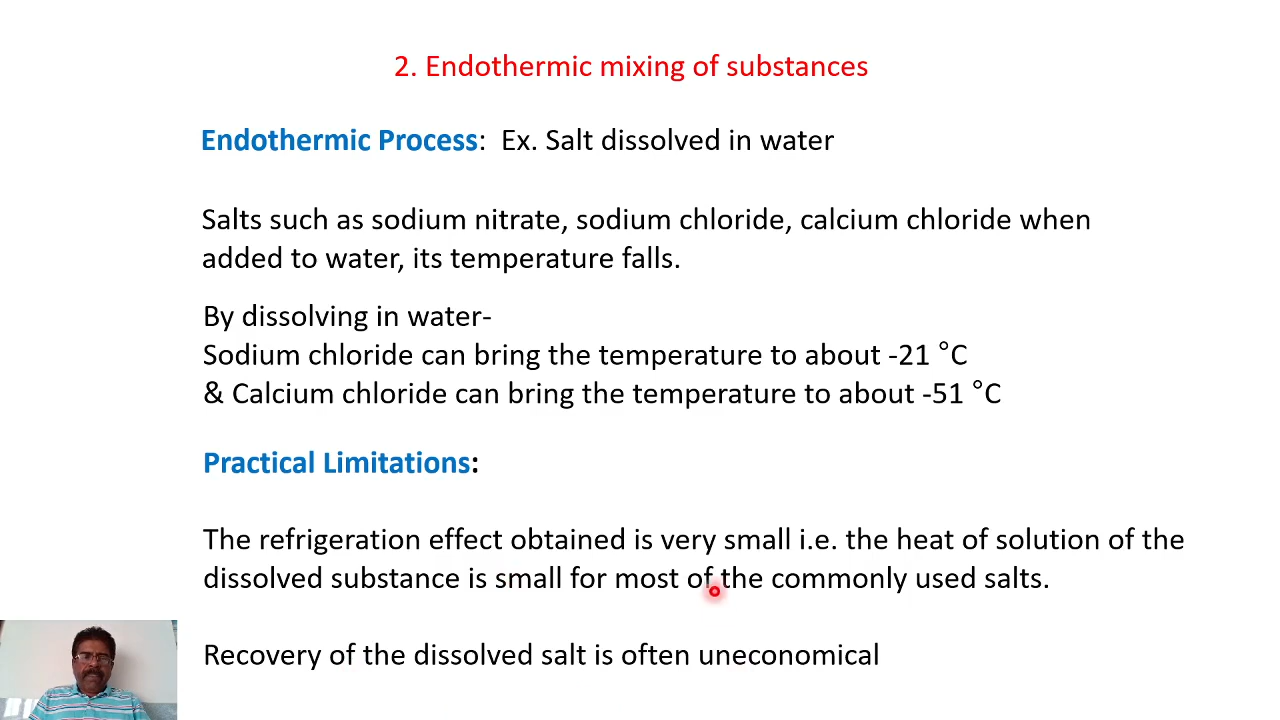 2. Endothermic mixing of substances
Endothermic Process: Ex. Salt dissolved in water
Salts such as sodium nitrate, sodium chloride, calcium chloride when
added to water, its temperature falls.
By dissolving in water-
Sodium chloride can bring the temperature to about -21 °C
& Calcium chloride can bring the temperature to about -51 °C
Practical Limitations:
The refrigeration effect obtained is very small i.e. the heat of solution of the
dissolved substance is small for most of the commonly used salts.
Recovery of the dissolved salt is often uneconomical